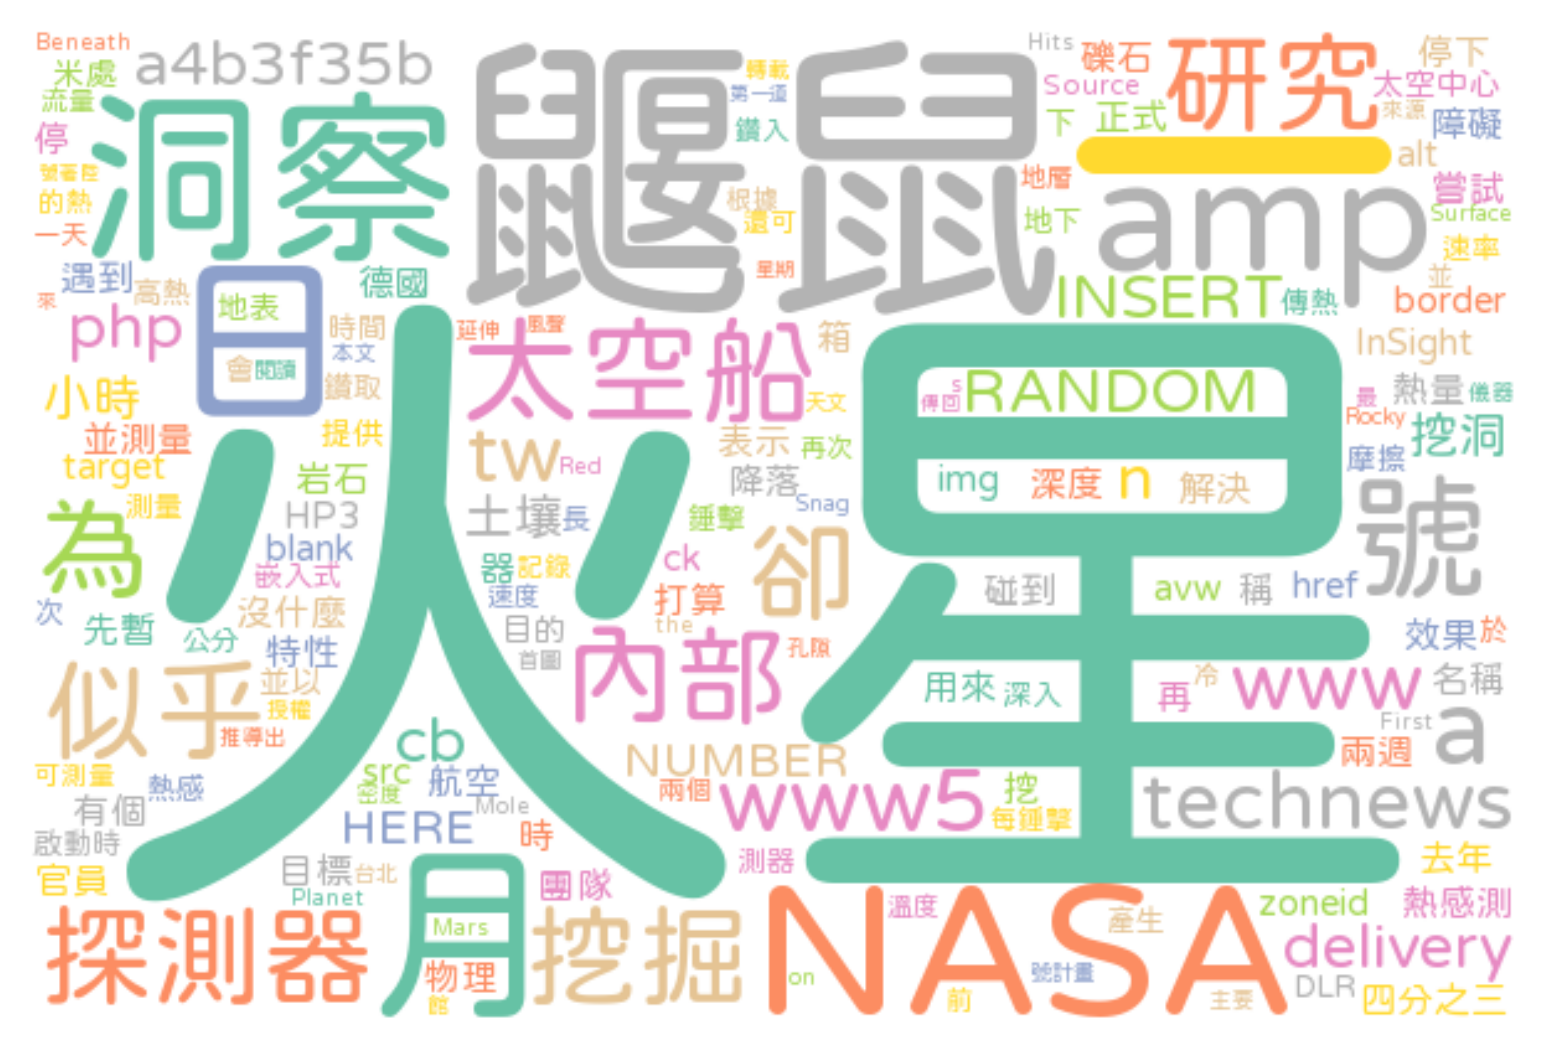 Beneath
米處
流量
停
號著陸
的熱
一天
a4b3f35b
洞察
鼴鼠
轉載
第一道
鑽入
根據
還可
星期
Hits
礫石
Source
下
正式
研究
停下
太空中心
來源
障礙
一
alt
地層
地下
amp
嘗試
Surface
速率
並
遇到
高熱
來
php
日
地表
會
閱讀
德國
時間
本文
鑽取
延伸
風聲
太空船
箱
天文
INSERT
傳熱
border
InSight
小時
並測量
target
測量
提供
岩石
HP3
blank
嵌入式
為
火星
tw
Red
表示
再次
降落
Snag
土壤
長
錘擊
器
記錄
速度
ck
打算
卻
the
目的
首圖
內部
孔隙
s
傳回
RANDOM
img
深度
n
解決
最
熱量
儀器
Rocky
挖洞
摩擦
號
碰到
avw
稱
href
效果
於
次
先暫
公分
沒什麼
特性
並以
授權
似乎
推導出
用來
深入
再
冷
www
名稱
First
a
兩週
cb
src
密度
航空
NUMBER
兩個
www5
挖
每錘擊
technews
可測量
熱感
有個
啟動時
官員
HERE
Mole
時
目標
台北
Planet
團隊
測器
去年
探測器
月
Mars
物理
館
挖掘
NASA
on
溫度
前
產生
號計畫
主要
zoneid
熱感測
delivery
DLR
四分之三